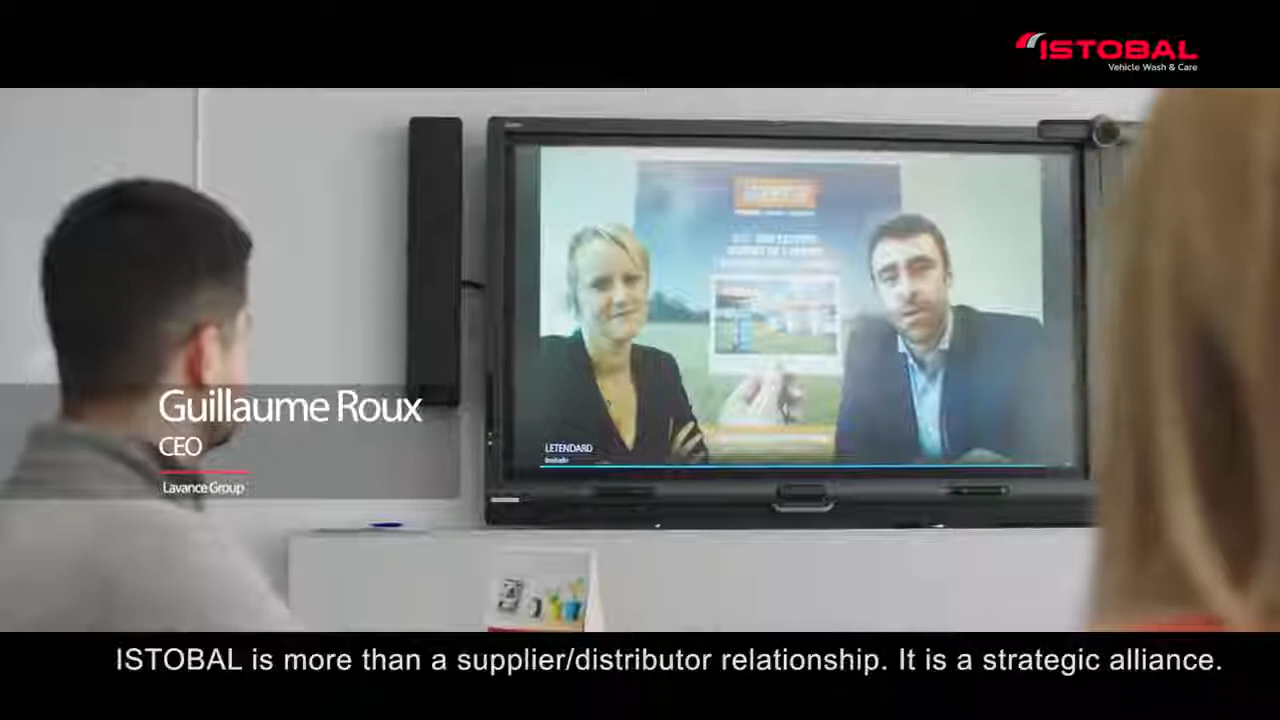 ISTOBAL
Vehicle Wash & Care
Guillaume Roux
CEO
Lavance Group
LETENDARD
ISTOBAL is more than a supplier/distributor relationship. It is a strategic alliance.